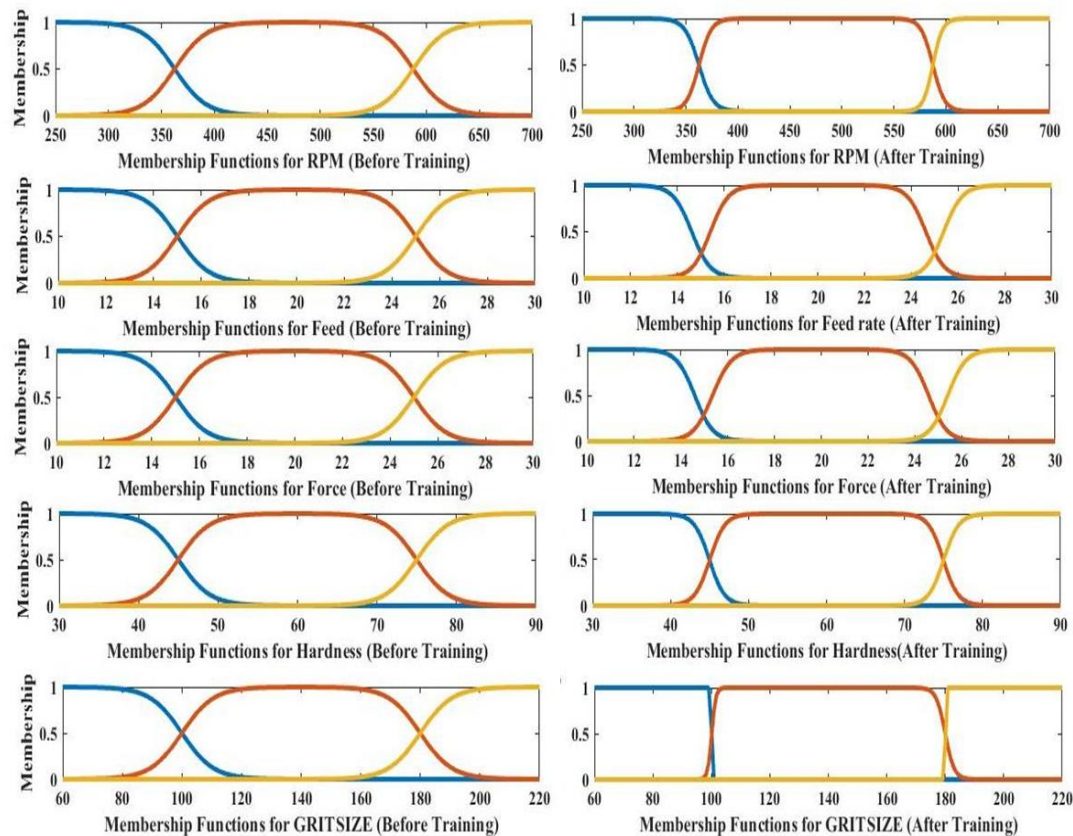 Membership
1
0.5
0
250 300 350 400 450 500 550 600 650 700
Membership Functions for RPM (Before Training)
1
0.5
0
250 300 350 400 450 500 550 600 650 700
Membership Functions for RPM (After Training)
Membership
1
0.5
0
10 12 14 16 18 20 22 24 26 28 30
Membership Functions for Feed (Before Training)
1
0.5
0
10 12 14 16 18 20 22 24 26 28 30
Membership Functions for Feed rate (After Training)
Membership
1
0.5
0
10 12 14 16 18 20 22 24 26 28 30
Membership Functions for Force (Before Training)
1
0.5
0
10 12 14 16 18 20 22 24 26 28 30
Membership Functions for Force (After Training)
Membership
1
0.5
0
30 40 50 60 70 80 90
Membership Functions for Hardness (Before Training)
1
0.5
0
30 40 50 60 70 80 90
Membership Functions for Hardness(After Training)
Membership
1
0.5
0
60 80 100 120 140 160 180 200 220
Membership Functions for GRITSIZE (Before Training)
1
0.5
0
60 80 100 120 140 160 180 200 220
Membership Functions for GRITSIZE (After Training)